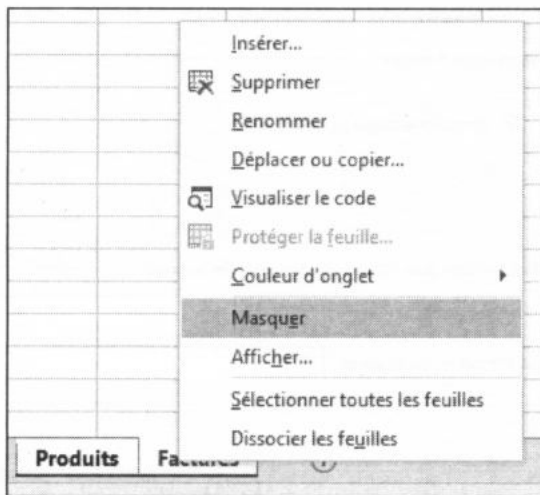 Insérer...
Supprimer
Renommer
Déplacer ou copier...
Visualiser le code
Protéger la feuille...
Couleur d'onglet
Masquer
Afficher...
Sélectionner toutes les feuilles
Dissocier les feuilles
Produits Factures